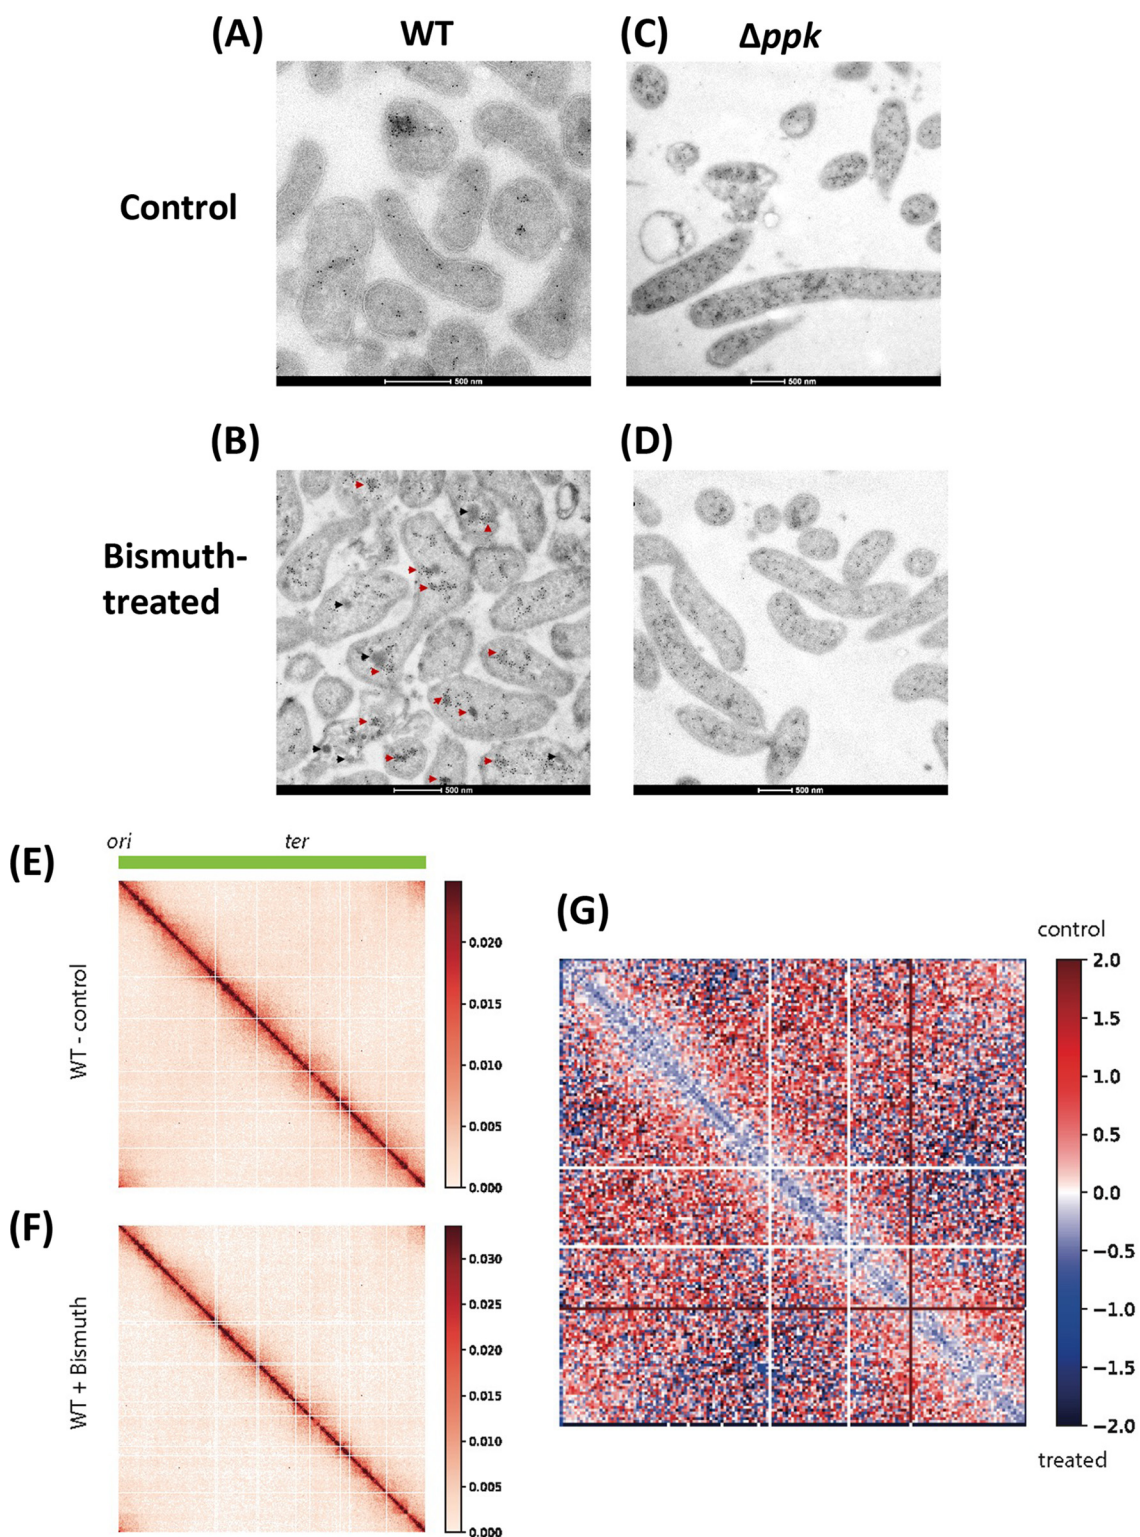 (A)
WT
(C)
Δppk
Control
500 nm
500 nm
(B)
(D)
Bismuth-
treated
500 nm
500 nm
(E)
ori
ter
WT - control
0.020
0.015
0.010
0.005
0.000
(F)
WT + Bismuth
0.030
0.025
0.020
0.015
0.010
0.005
0.000
(G)
control
2.0
1.5
1.0
0.5
0.0
−0.5
−1.0
−1.5
−2.0
treated